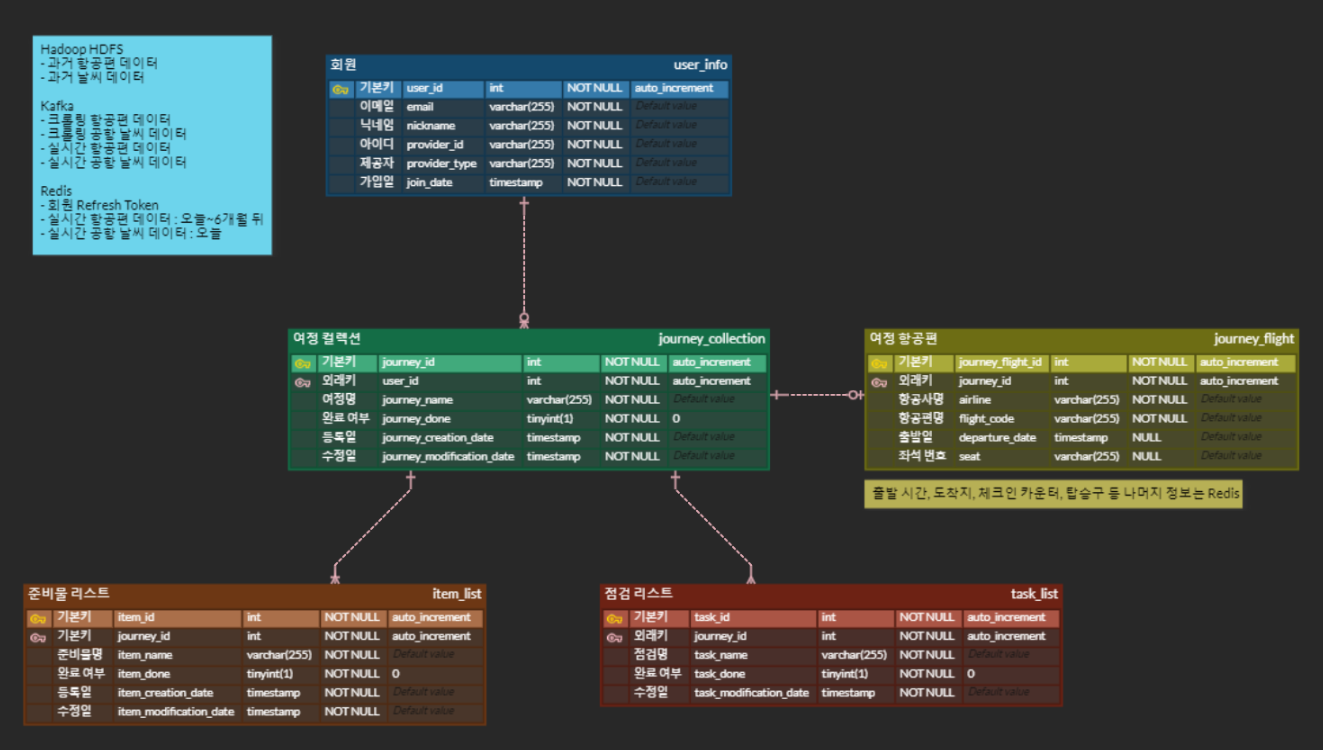 Hadoop HDFS
- 과거 항공편 데이터
- 과거 날씨 데이터
Kafka
- 크롤링 항공편 데이터
- 크롤링 공항 날씨 데이터
- 실시간 항공편 데이터
- 실시간 공항 날씨 데이터
Redis
- 회원 Refresh Token
- 실시간 항공편 데이터 : 오늘~6개월 뒤
- 실시간 공항 날씨 데이터 : 오늘
회원 user_info
기본키 user_id int NOT NULL auto_increment
이메일 email varchar(255) NOT NULL Default value
닉네임 nickname varchar(255) NOT NULL Default value
아이디 provider_id varchar(255) NOT NULL Default value
제공자 provider_type varchar(255) NOT NULL Default value
가입일 join_date timestamp NOT NULL Default value
여정 컬렉션 journey_collection
기본키 journey_id int NOT NULL auto_increment
외래키 user_id int NOT NULL auto_increment
여정명 journey_name varchar(255) NOT NULL Default value
완료 여부 journey_done tinyint(1) NOT NULL 0
등록일 journey_creation_date timestamp NOT NULL Default value
수정일 journey_modification_date timestamp NOT NULL Default value
여정 항공편 journey_flight
기본키 journey_flight_id int NOT NULL auto_increment
외래키 journey_id int NOT NULL auto_increment
항공사명 airline varchar(255) NOT NULL Default value
항공편명 flight_code varchar(255) NOT NULL Default value
출발일 departure_date timestamp NULL Default value
좌석 번호 seat varchar(255) NULL Default value
출발 시간, 도착지, 체크인 카운터, 탑승구 등 나머지 정보는 Redis
준비물 리스트 item_list
기본키 item_id int NOT NULL auto_increment
기본키 journey_id int NOT NULL auto_increment
준비물명 item_name varchar(255) NOT NULL Default value
완료 여부 item_done tinyint(1) NOT NULL 0
등록일 item_creation_date timestamp NOT NULL Default value
수정일 item_modification_date timestamp NOT NULL Default value
점검 리스트 task_list
기본키 task_id int NOT NULL auto_increment
외래키 journey_id int NOT NULL auto_increment
점검명 task_name varchar(255) NOT NULL Default value
완료 여부 task_done tinyint(1) NOT NULL 0
수정일 task_modification_date timestamp NOT NULL Default value